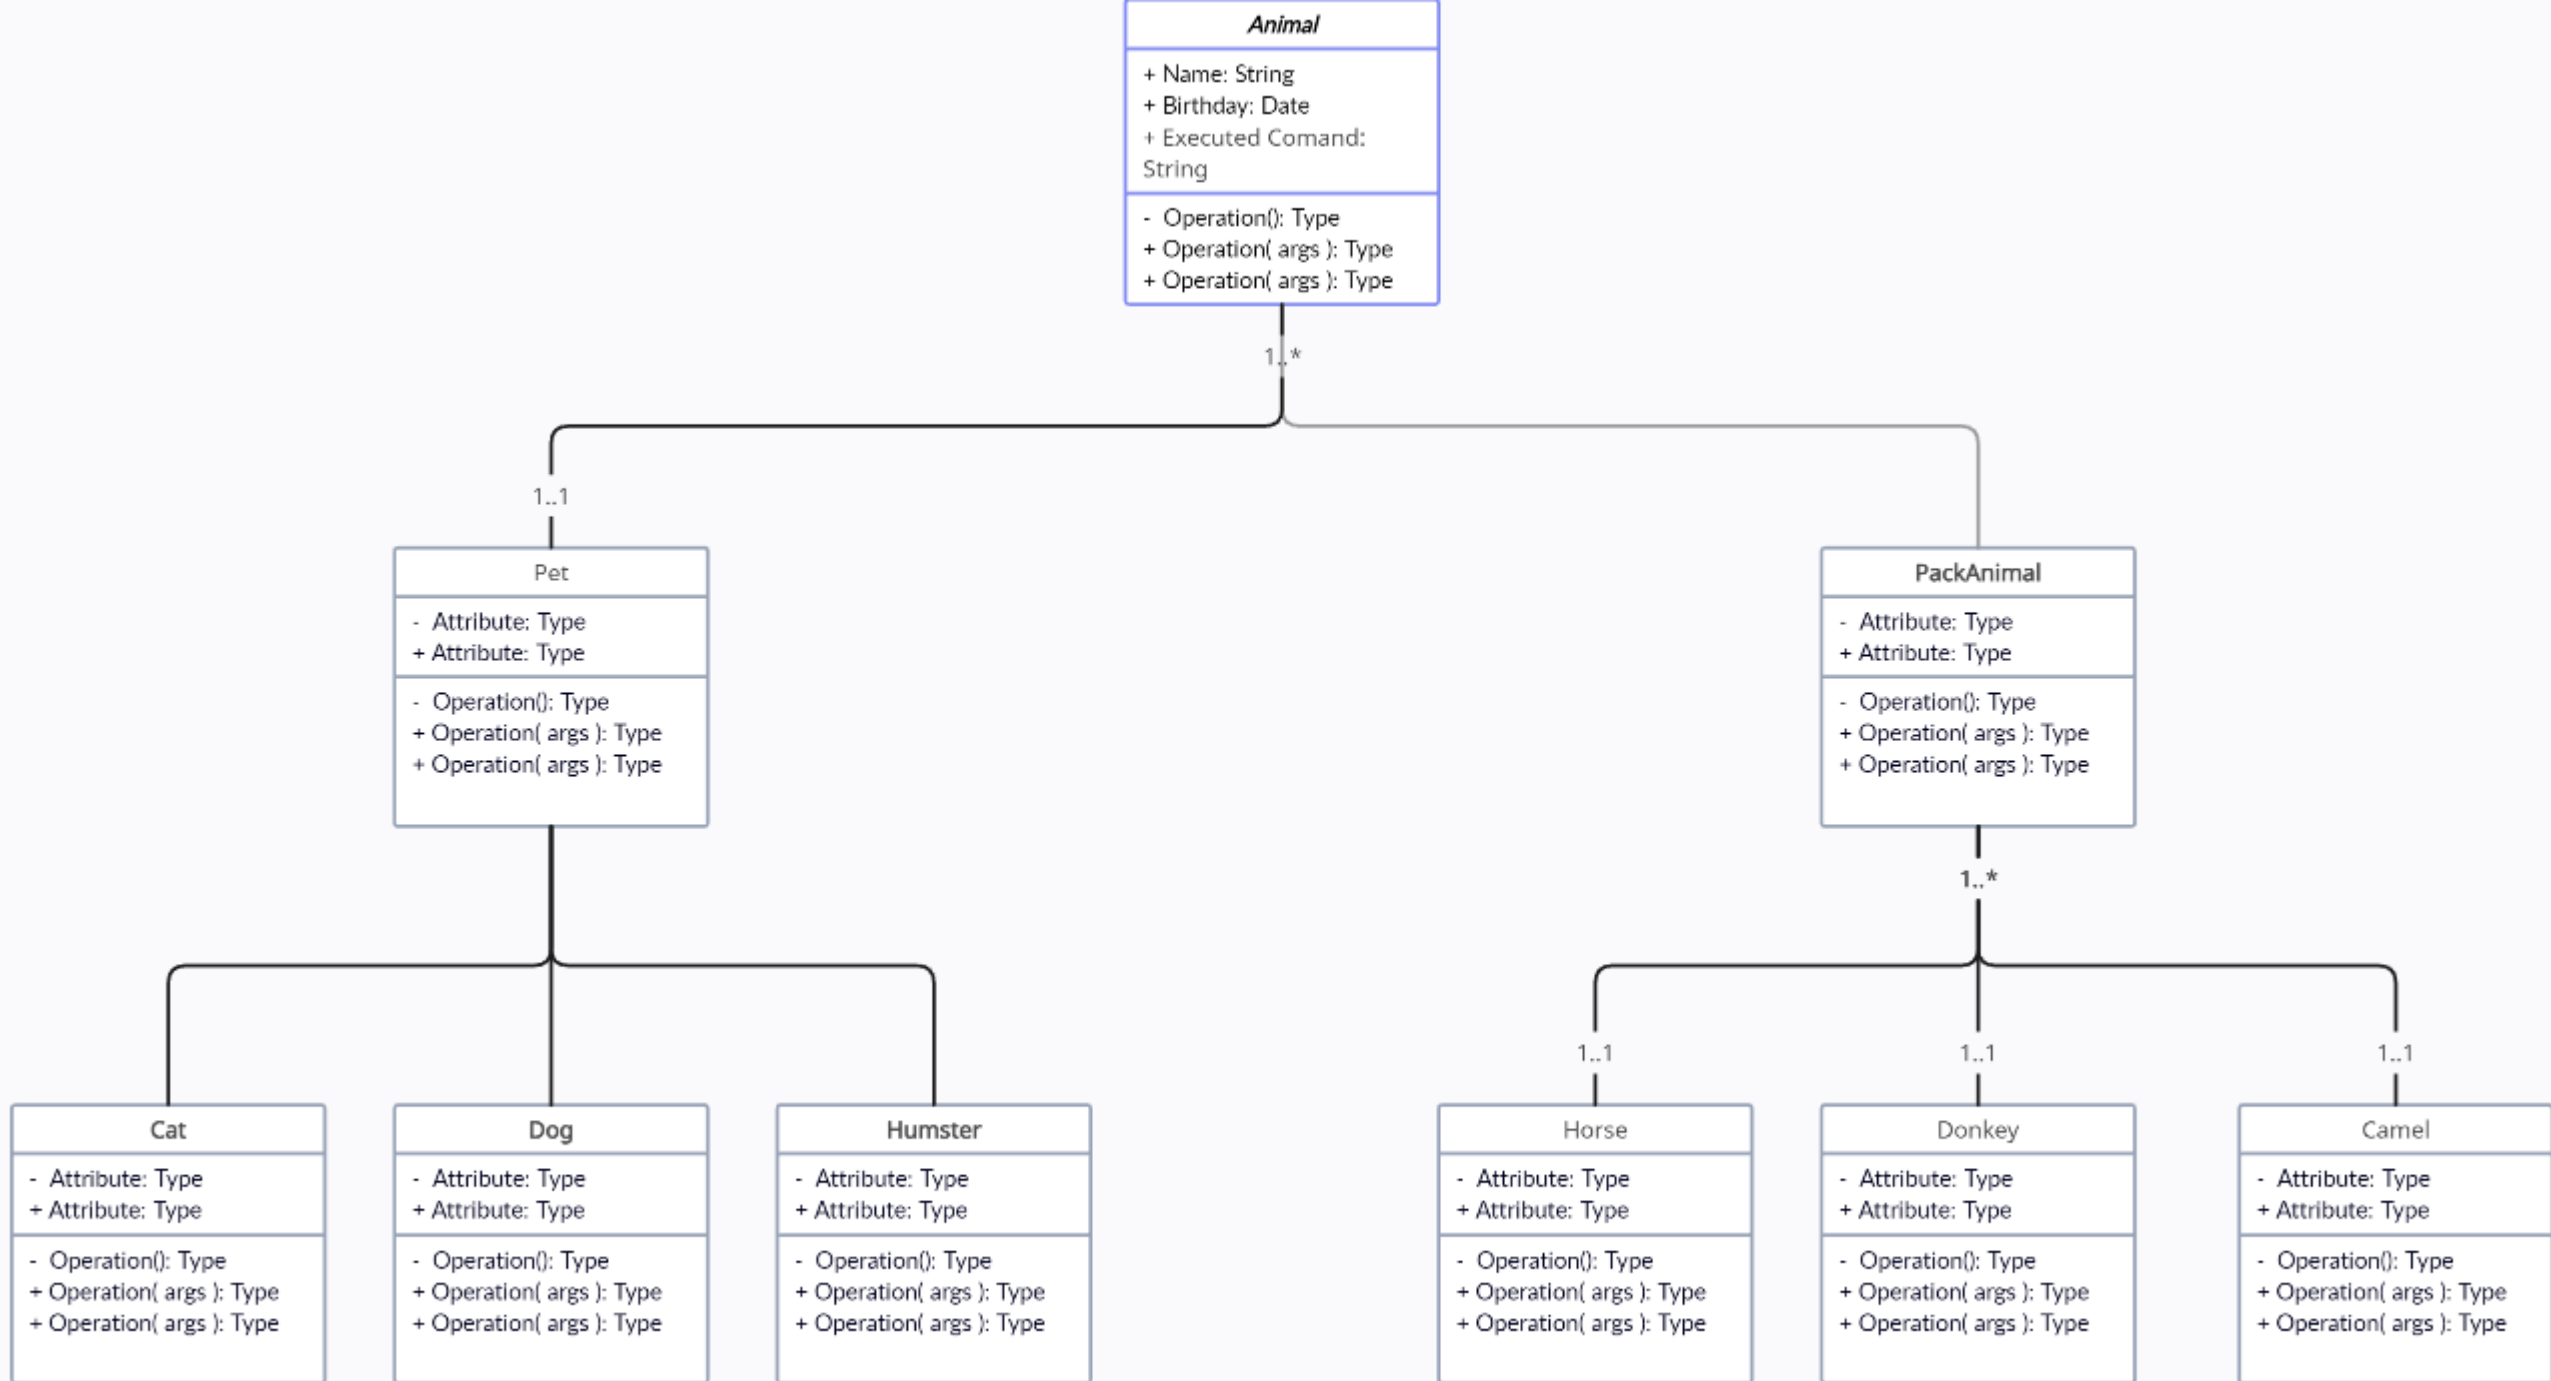 Animal
+ Name: String
+ Birthday: Date
+ Executed Comand:
String
- Operation(): Type
+ Operation( args ): Type
+ Operation( args ): Type
1..*
1..1
Pet
- Attribute: Type
+ Attribute: Type
- Operation(): Type
+ Operation( args ): Type
+ Operation( args ): Type
PackAnimal
- Attribute: Type
+ Attribute: Type
- Operation(): Type
+ Operation( args ): Type
+ Operation( args ): Type
1..*
1..1
1..1
1..1
Cat
- Attribute: Type
+ Attribute: Type
- Operation(): Type
+ Operation( args ): Type
+ Operation( args ): Type
Dog
- Attribute: Type
+ Attribute: Type
- Operation(): Type
+ Operation( args ): Type
+ Operation( args ): Type
Humster
- Attribute: Type
+ Attribute: Type
- Operation(): Type
+ Operation( args ): Type
+ Operation( args ): Type
Horse
- Attribute: Type
+ Attribute: Type
- Operation(): Type
+ Operation( args ): Type
+ Operation( args ): Type
Donkey
- Attribute: Type
+ Attribute: Type
- Operation(): Type
+ Operation( args ): Type
+ Operation( args ): Type
Camel
- Attribute: Type
+ Attribute: Type
- Operation(): Type
+ Operation( args ): Type
+ Operation( args ): Type